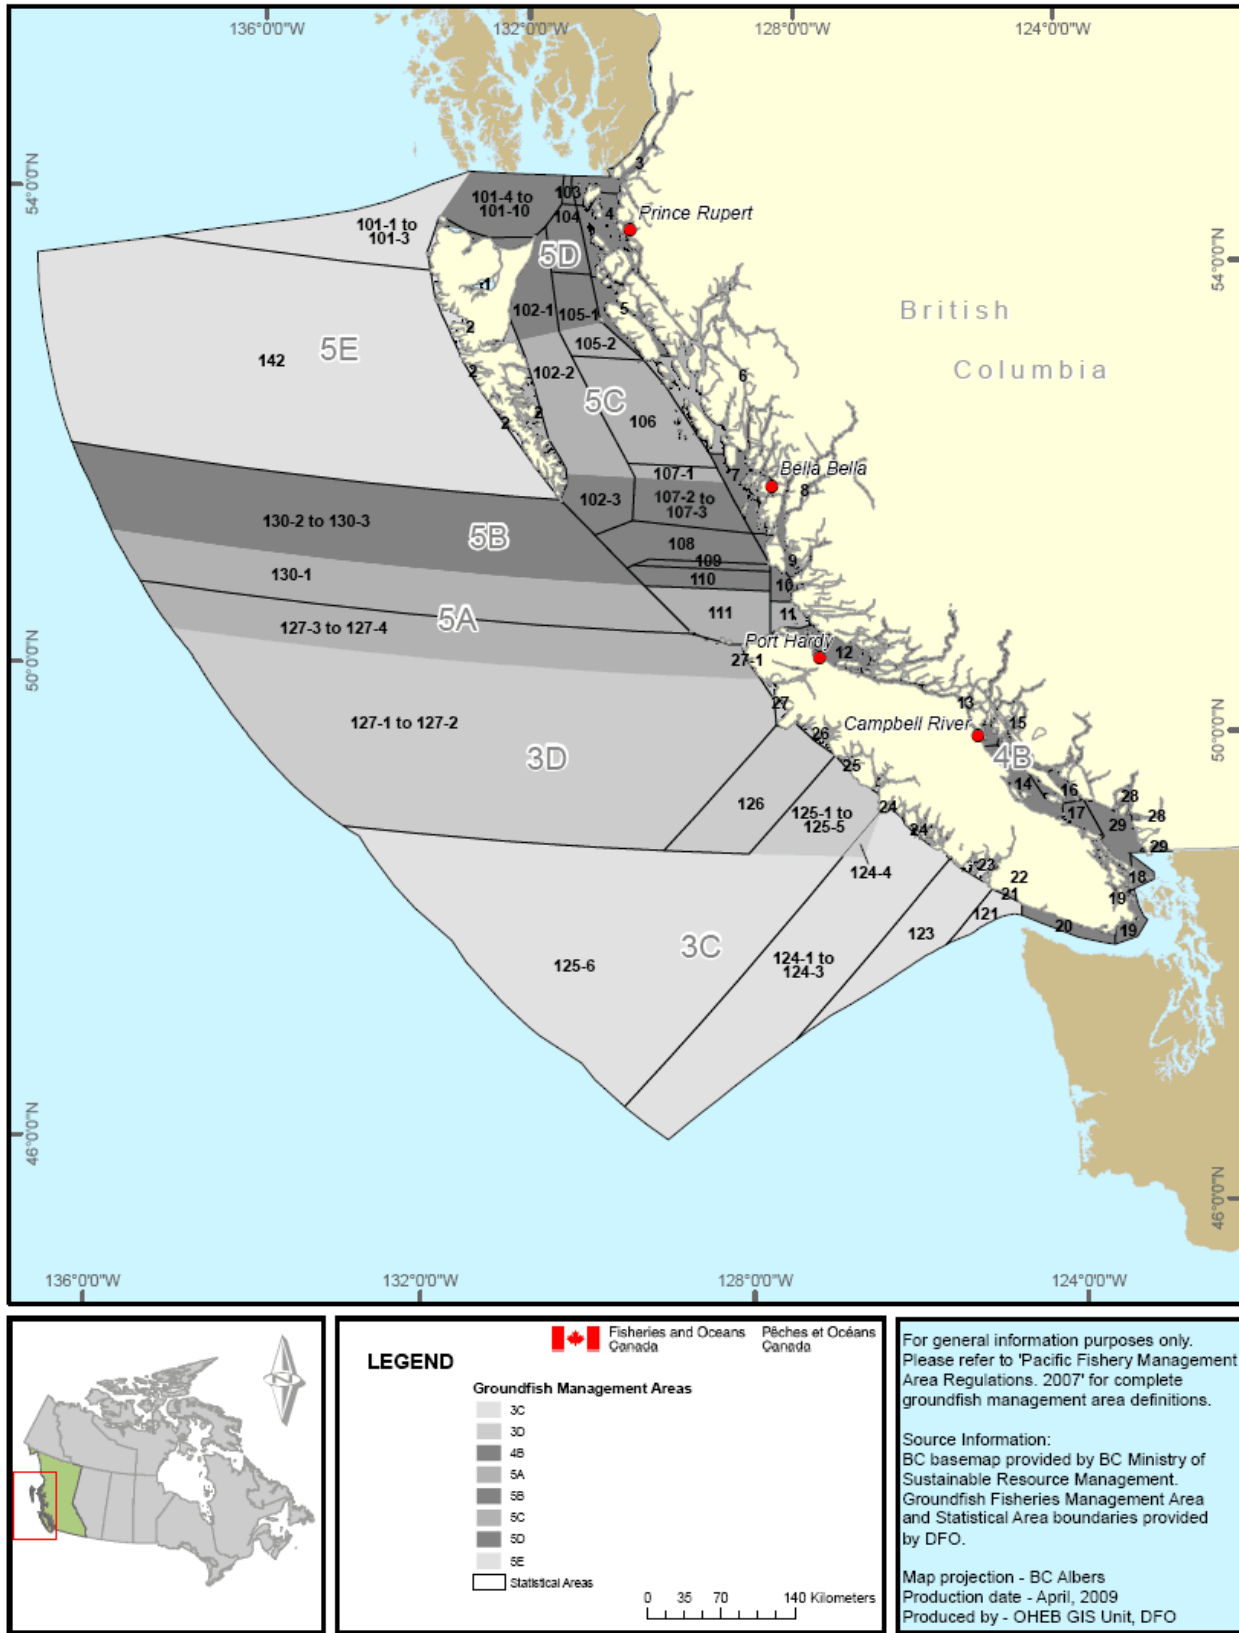 136°0'0"W
132°0'0"W
128°0'0"W
124°0'0"W
54°0'0"N
54°0'0"N
50°0'0"N
50°0'0"N
46°0'0"N
46°0'0"N
3
101-4 to
101-10
103
104
4
Prince Rupert
101-1 to
101-3
5D
1
102-1
105-1
5
British
Columbia
2
105-2
142
5E
2
102-2
5C
6
2
2
106
107-1
7
Bella Bella
8
102-3
107-2 to
107-3
130-2 to 130-3
5B
108
109
9
110
10
130-1
111
11
127-3 to 127-4
5A
Port Hardy
12
27-1
27
13
15
127-1 to 127-2
Campbell River
26
4B
3D
25
14
16
28
126
17
28
125-1 to
125-5
24
24
29
29
124-4
23
22
18
21
19
121
20
19
123
3C
124-1 to
124-3
125-6
136°0'0"W
132°0'0"W
128°0'0"W
124°0'0"W
N
Fisheries and Oceans
Canada
Pêches et Océans
Canada
LEGEND
Groundfish Management Areas
3C
3D
4B
5A
5B
5C
5D
5E
Statistical Areas
0 35 70 140 Kilometers
For general information purposes only.
Please refer to 'Pacific Fishery Management
Area Regulations. 2007' for complete
groundfish management area definitions.
Source Information:
BC basemap provided by BC Ministry of
Sustainable Resource Management.
Groundfish Fisheries Management Area
and Statistical Area boundaries provided
by DFO.
Map projection - BC Albers
Production date - April, 2009
Produced by - OHEB GIS Unit, DFO